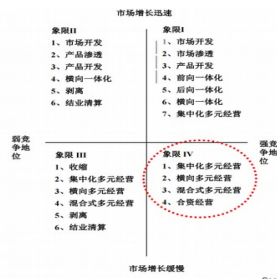 市场增长迅速
象限II
1、市场开发
2、产品渗透
3、产品开发
4、横向一体化
5、剥离
6、结业清算
象限I
1、市场开发
2、市场渗透
3、产品开发
4、前向一体化
5、后向一体化
6、横向一体化
7、集中化多元经营
弱竞争地位
强竞争地位
象限 III
1、收缩
2、集中化多元经营
3、横向多元经营
4、混合式多元经营
5、剥离
6、结业清算
象限 IV
1、集中化多元经营
2、横向多元经营
3、混合式多元经营
4、合资经营
市场增长缓慢